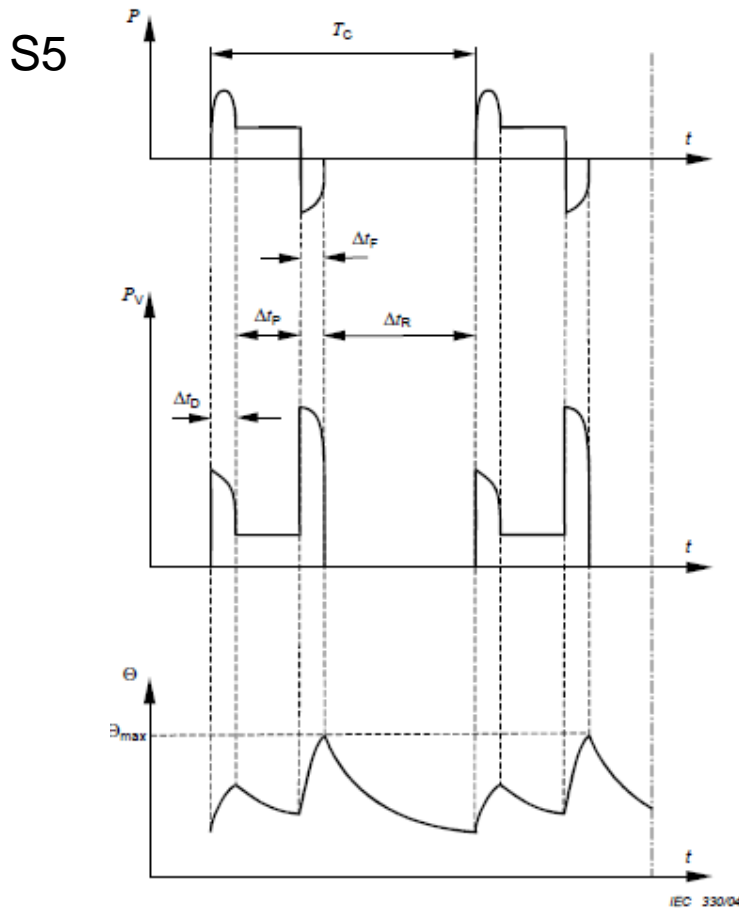 S5
P
T_C
t
Δt_F
P_V
Δt_P
Δt_R
Δt_D
t
Θ
Θ_max
t
IEC 330/04